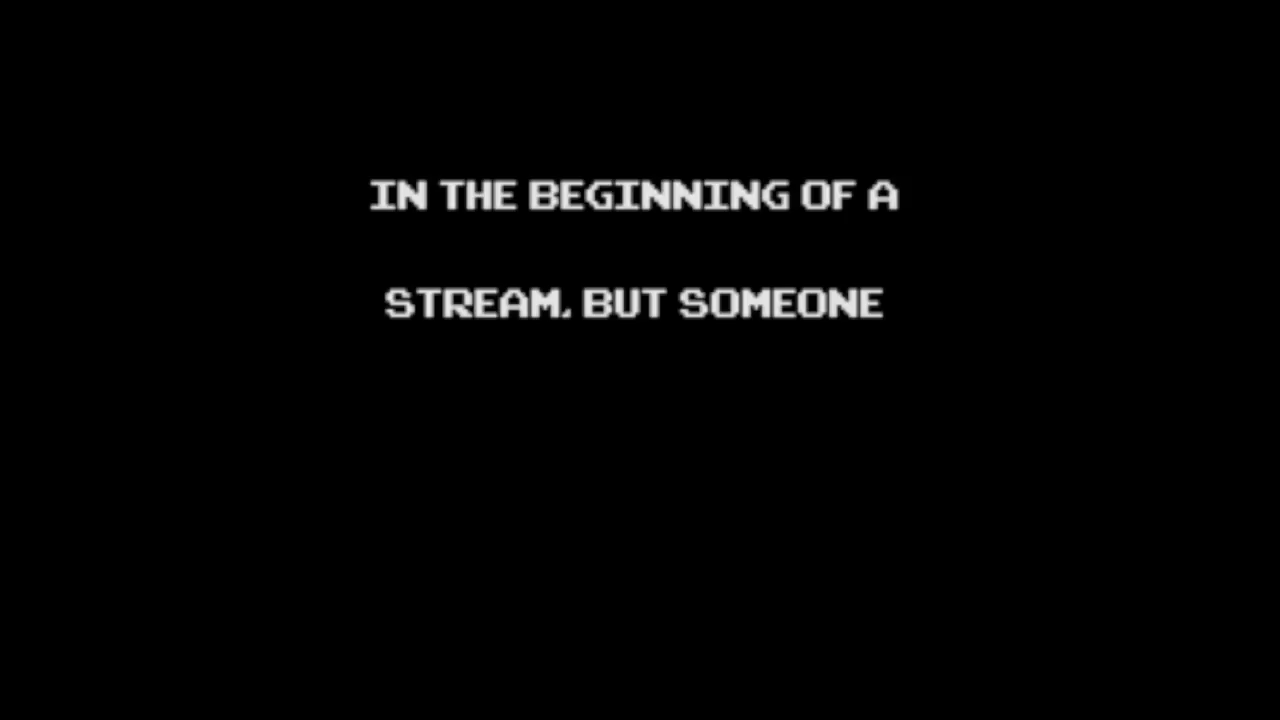 IN THE BEGINNING OF A
STREAM, BUT SOMEONE